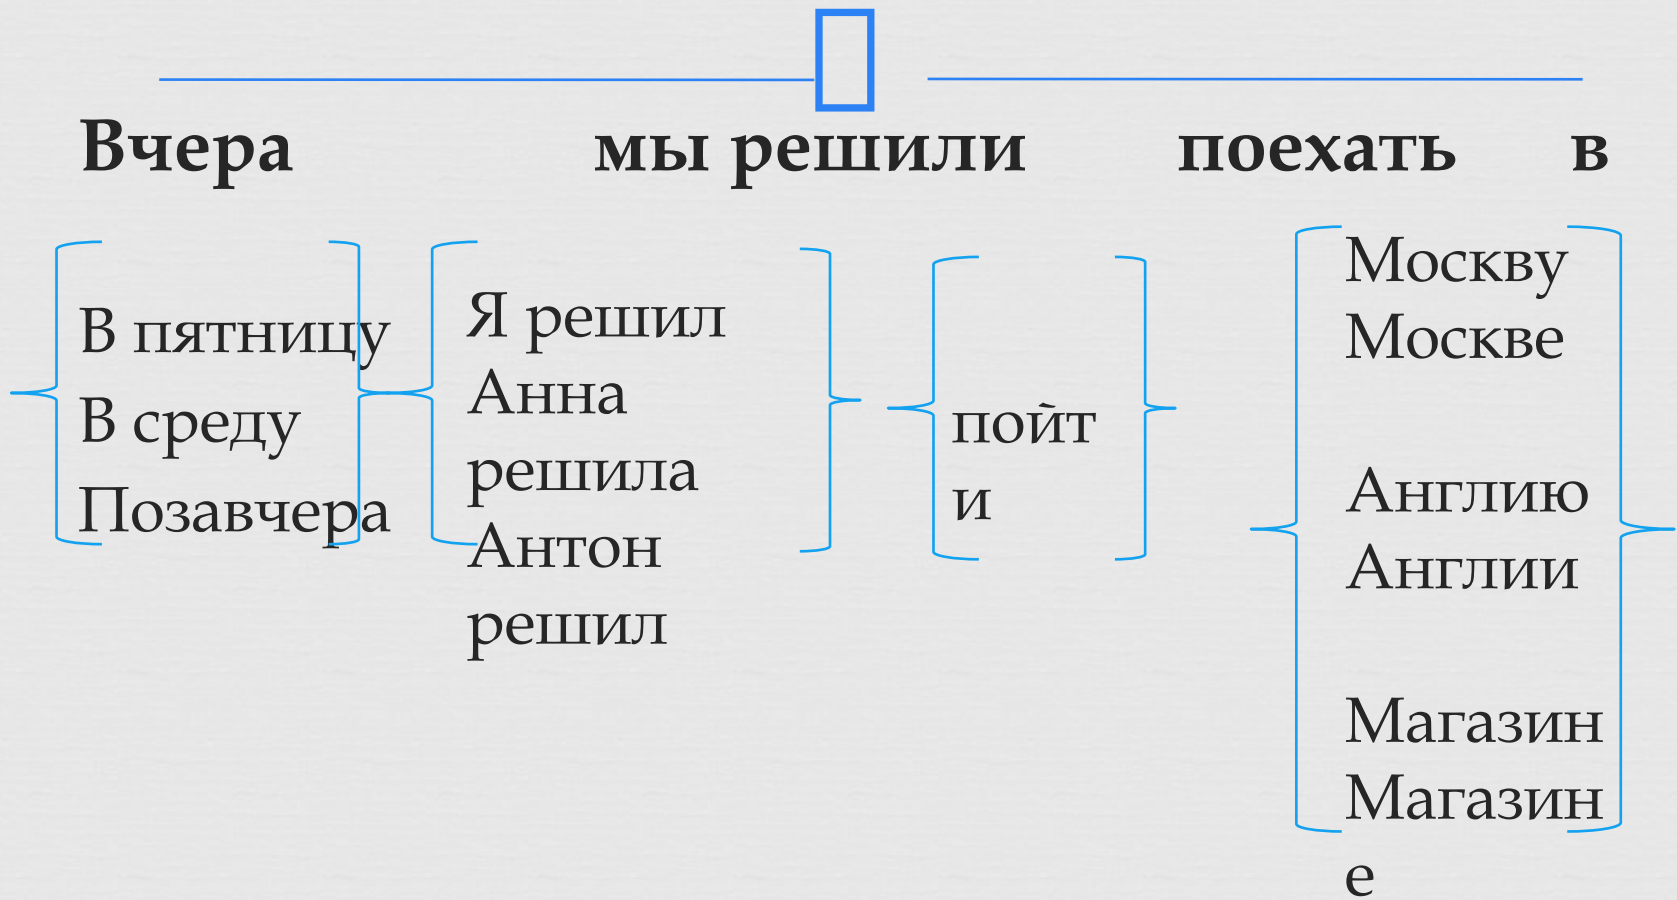 Вчера мы решили поехать в
В пятницу
В среду
Позавчера
Я решил
Анна
решила
Антон
решил
пойт
и
Москву
Москве
Англию
Англии
Магазин
Магазин
е